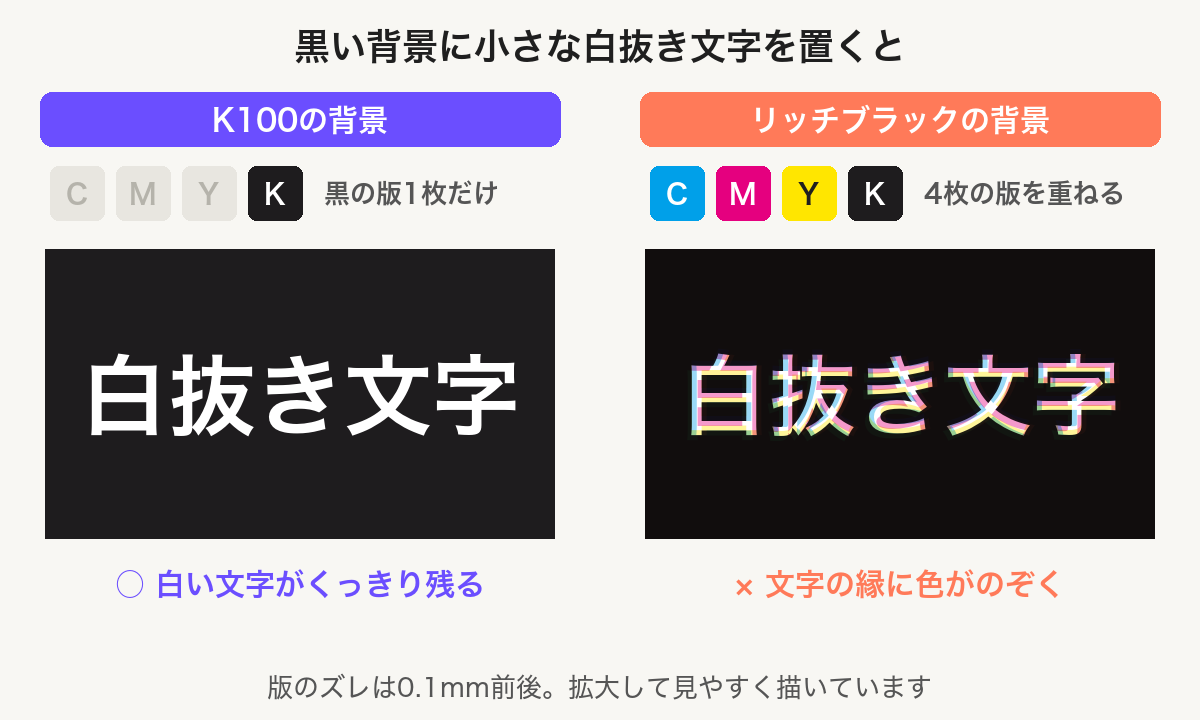 黒い背景に小さな白抜き文字を置くと
K100の背景
C M Y K 黒の版1枚だけ
白抜き文字
○ 白い文字がくっきり残る
リッチブラックの背景
C M Y K 4枚の版を重ねる
白抜き文字
× 文字の縁に色がのぞく
版のズレは0.1mm前後。拡大して見やすく描いています